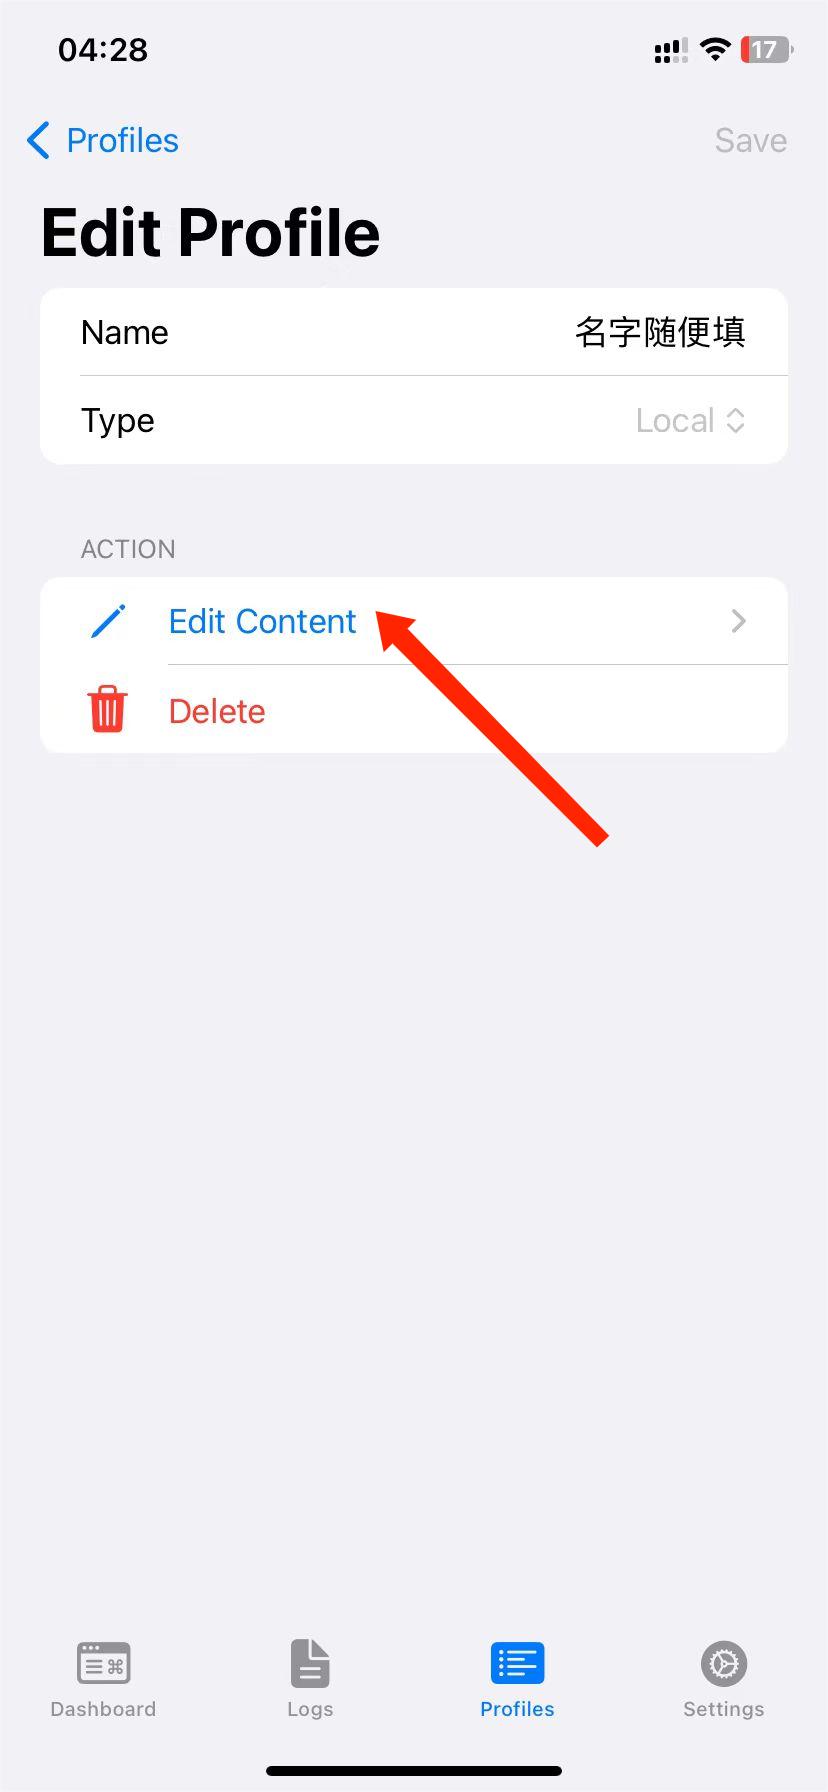 04:28
17
Profiles
Save
Edit Profile
Name
名字随便填
Type
Local
ACTION
Edit Content
Delete
Dashboard
Logs
Profiles
Settings